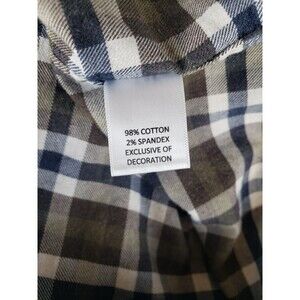 98% COTTON
2% SPANDEX
EXCLUSIVE OF
DECORATION